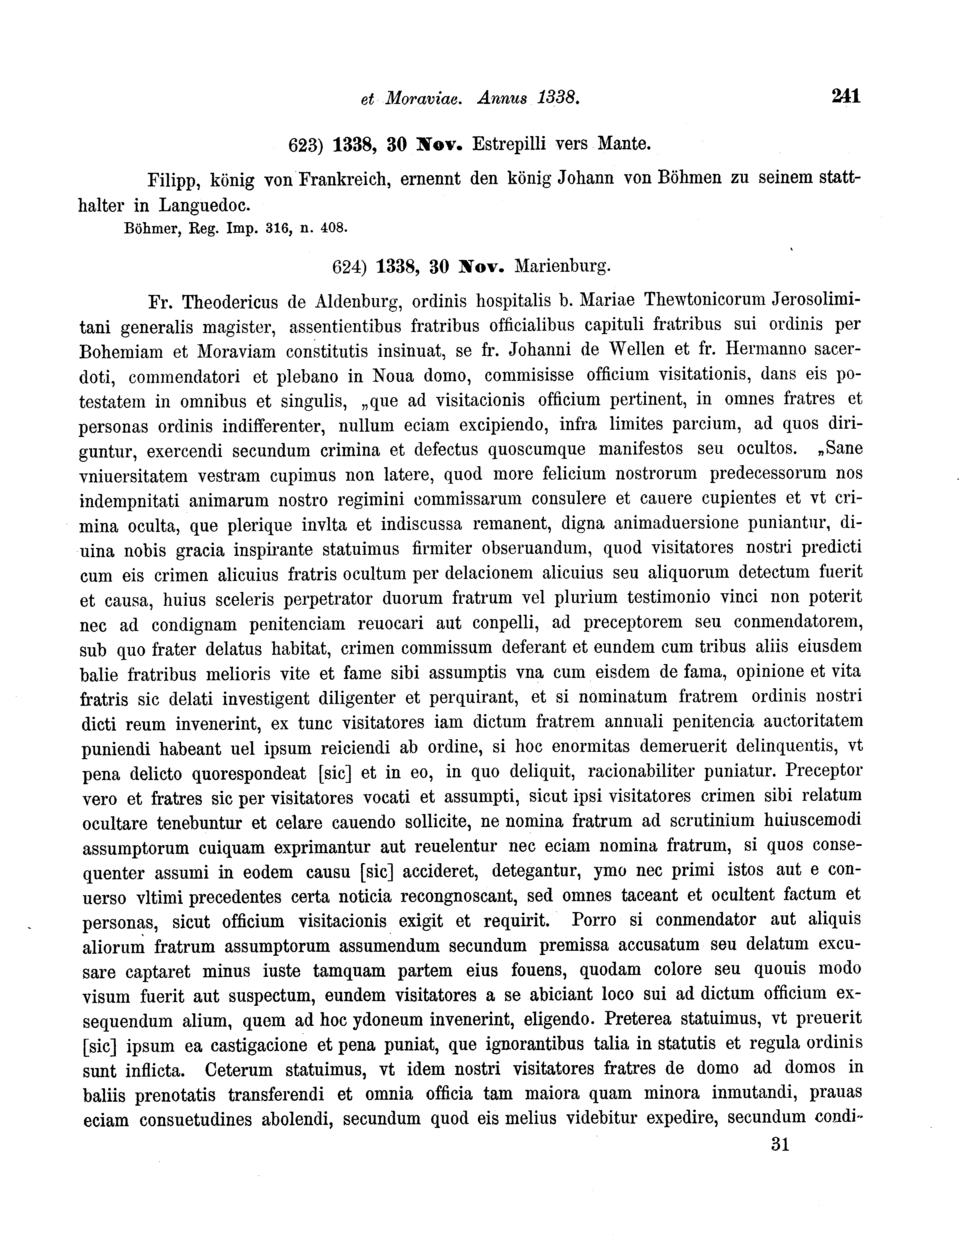 et Moraviae. Annus 1338. 241
623) 1338, 30 Nov. Estrepilli vers Mante.
Filipp, könig von Frankreich, ernennt den könig Johann von Böhmen zu seinem statt-
halter in Languedoc.
Böhmer, Reg. Imp. 316, n. 408.
624) 1338, 30 Nov. Marienburg.
Fr. Theodericus de Aldenburg, ordinis hospitalis b. Mariae Thewtonicorum Jerosolimi-
tani generalis magister, assentientibus fratribus officialibus capituli fratribus sui ordinis per
Bohemiam et Moraviam constitutis insinuat, se fr. Johanni de Wellen et fr. Hermanno sacer-
doti, commendatori et plebano in Noua domo, commisisse officium visitationis, dans eis po-
testatem in omnibus et singulis, „que ad visitacionis officium pertinent, in omnes fratres et
personas ordinis indifferenter, nullum eciam excipiendo, infra limites parcium, ad quos diri-
guntur, exercendi secundum crimina et defectus quoscumque manifestos seu ocultos. „Sane
vniuersitatem vestram cupimus non latere, quod more felicium nostrorum predecessorum nos
indempnitati animarum nostro regimini commissarum consulere et cauere cupientes et vt cri-
mina oculta, que plerique invlta et indiscussa remanent, digna animaduersione puniantur, di-
uina nobis gracia inspirante statuimus firmiter obseruandum, quod visitatores nostri predicti
cum eis crimen alicuius fratris ocultum per delacionem alicuius seu aliquorum detectum fuerit
et causa, huius sceleris perpetrator duorum fratrum vel plurium testimonio vinci non poterit
nec ad condignam penitenciam reuocari aut conpelli, ad preceptorem seu conmendatorem,
sub quo frater delatus habitat, crimen commissum deferant et eundem cum tribus aliis eiusdem
balie fratribus melioris vite et fame sibi assumptis vna cum eisdem de fama, opinione et vita
fratris sic delati investigent diligenter et perquirant, et si nominatum fratrem ordinis nostri
dicti reum invenerint, ex tunc visitatores iam dictum fratrem annuali penitencia auctoritatem
puniendi habeant uel ipsum reiciendi ab ordine, si hoc enormitas demeruerit delinquentis, vt
pena delicto quorespondeat [sic] et in eo, in quo deliquit, racionabiliter puniatur. Preceptor
vero et fratres sic per visitatores vocati et assumpti, sicut ipsi visitatores crimen sibi relatum
ocultare tenebuntur et celare cauendo sollicite, ne nomina fratrum ad scrutinium huiuscemodi
assumptorum cuiquam exprimantur aut reuelentur nec eciam nomina fratrum, si quos conse-
quenter assumi in eodem causu [sic] accideret, detegantur, ymo nec primi istos aut e con-
uerso vltimi precedentes certa noticia recongnoscant, sed omnes taceant et ocultent factum et
personas, sicut officium visitacionis exigit et requirit. Porro si conmendator aut aliquis
aliorum fratrum assumptorum assumendum secundum premissa accusatum seu delatum excu-
sare captaret minus iuste tamquam partem eius fouens, quodam colore seu quouis modo
visum fuerit aut suspectum, eundem visitatores a se abiciant loco sui ad dictum officium ex-
sequendum alium, quem ad hoc ydoneum invenerint, eligendo. Preterea statuimus, vt preuerit
[sic] ipsum ea castigacione et pena puniat, que ignorantibus talia in statutis et regula ordinis
sunt inflicta. Ceterum statuimus, vt idem nostri visitatores fratres de domo ad domos in
baliis prenotatis transferendi et omnia officia tam maiora quam minora inmutandi, prauas
eciam consuetudines abolendi, secundum quod eis melius videbitur expedire, secundum condi-
31